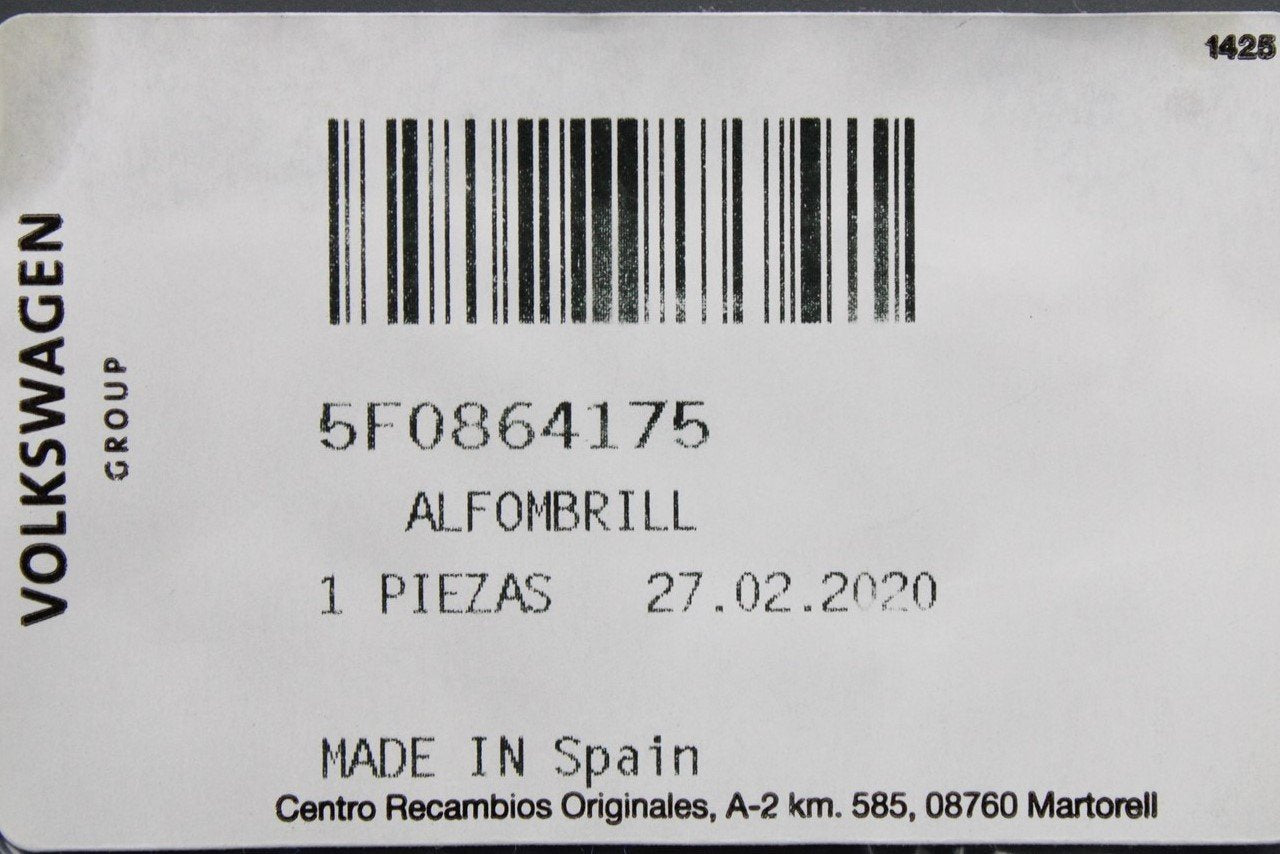 1425
VOLKSWAGEN
GROUP
5F0864175
ALFOMBRILL
1 PIEZAS 27.02.2020
MADE IN Spain
Centro Recambios Originales, A-2 km. 585, 08760 Martorell